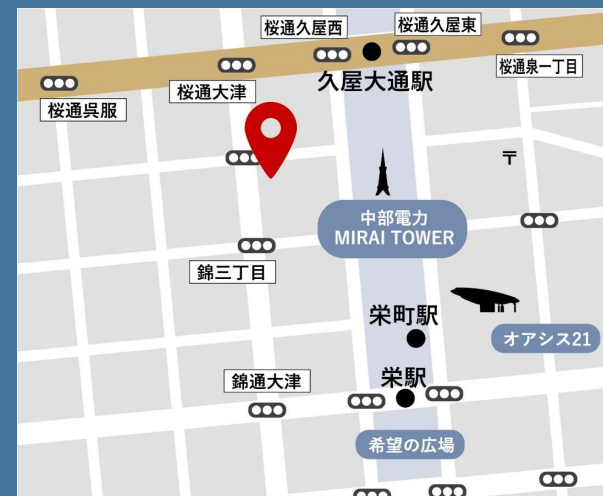 桜通久屋西
桜通久屋東
久屋大通駅
桜通泉一丁目
桜通大津
桜通呉服
〒
中部電力
MIRAI TOWER
錦三丁目
栄町駅
オアシス21
栄駅
錦通大津
希望の広場